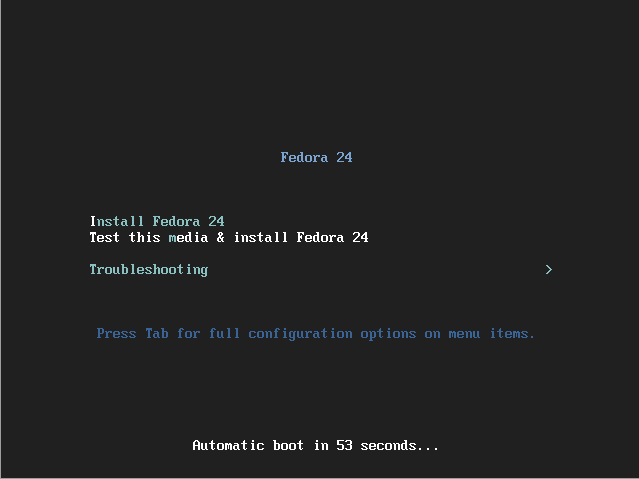 Fedora 24
Install Fedora 24
Test this media & install Fedora 24
Troubleshooting >
Press Tab for full configuration options on menu items.
Automatic boot in 53 seconds...